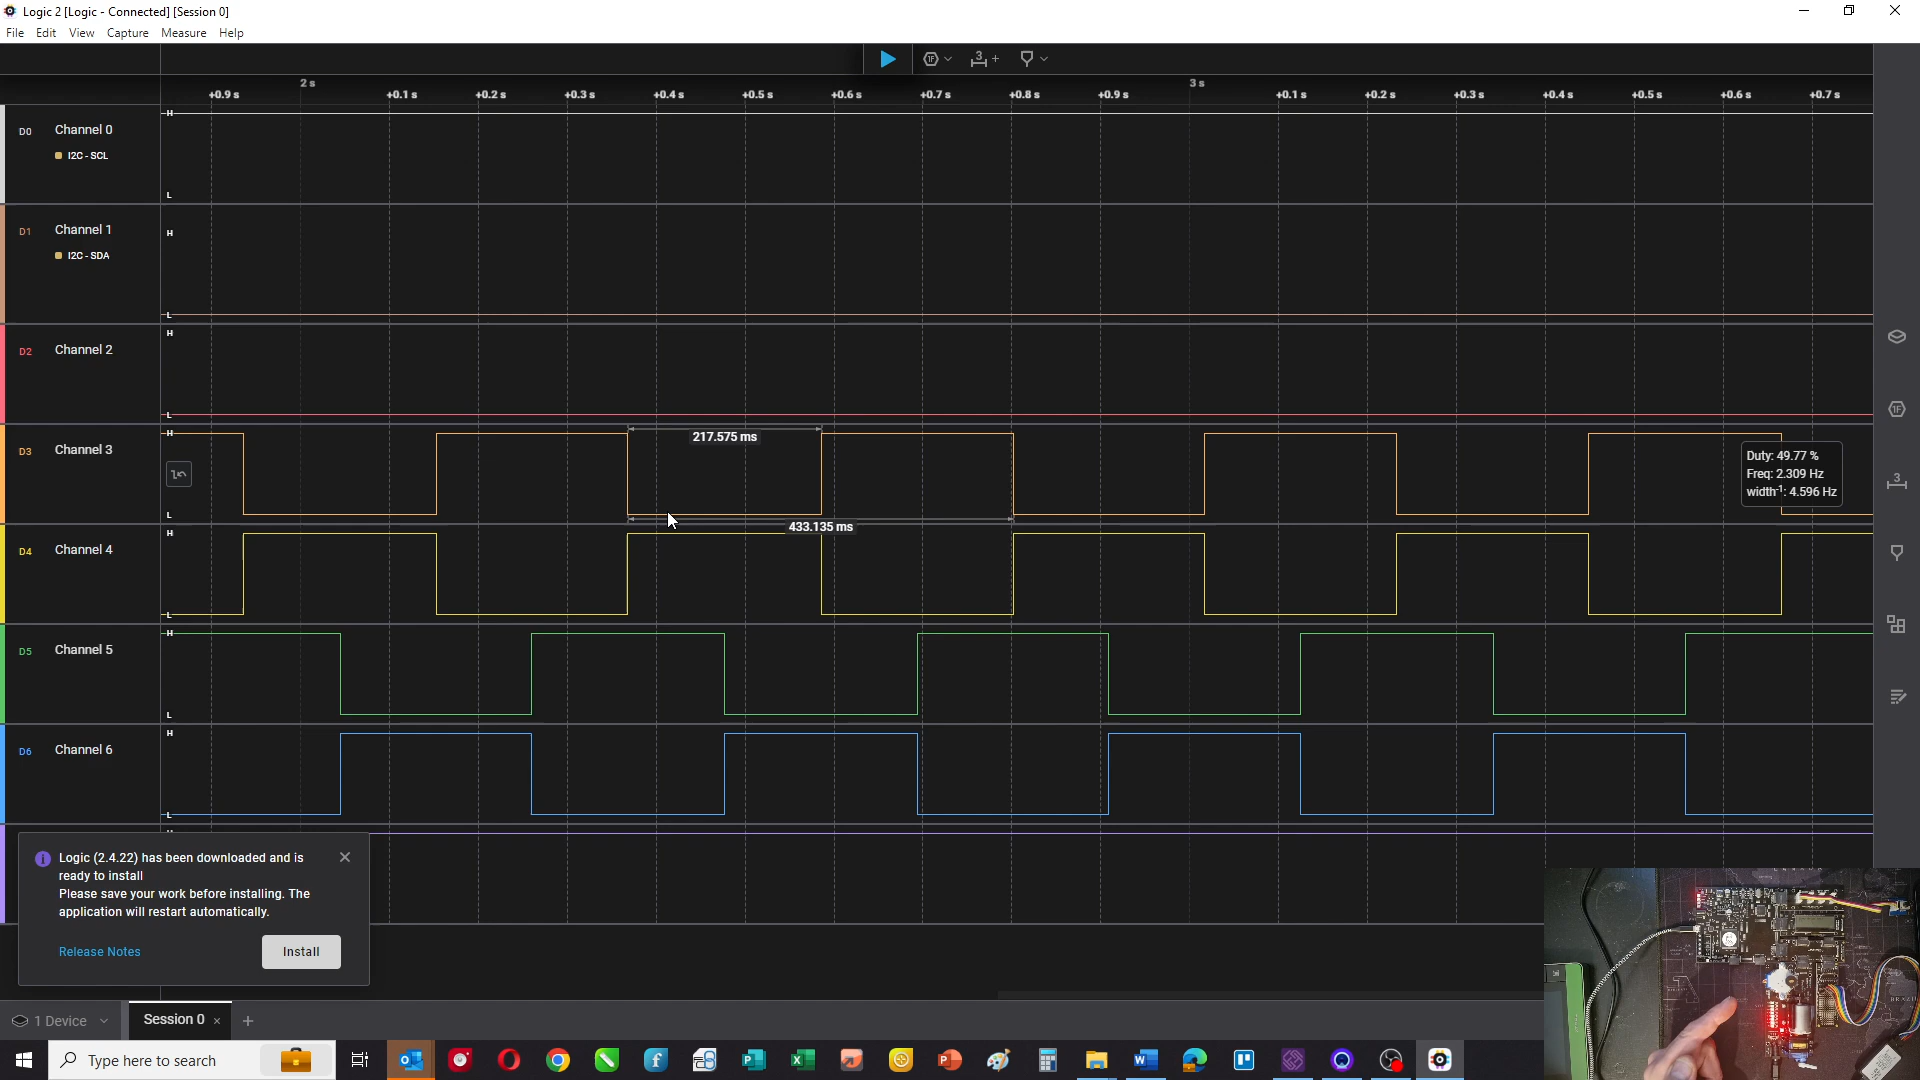 Logic 2 [Logic - Connected] [Session 0]
File Edit View Capture Measure Help
2 s 3 s
+0.9 s +0.1 s +0.2 s +0.3 s +0.4 s +0.5 s +0.6 s +0.7 s +0.8 s +0.9 s +0.1 s +0.2 s +0.3 s +0.4 s +0.5 s +0.6 s +0.7 s
D0 Channel 0
I2C - SCL
H
L
D1 Channel 1
I2C - SDA
H
L
D2 Channel 2
H
L
D3 Channel 3
H
L
217.575 ms
433.135 ms
Duty: 49.77 %
Freq: 2.309 Hz
width-1: 4.596 Hz
D4 Channel 4
H
L
D5 Channel 5
H
L
D6 Channel 6
H
L
Logic (2.4.22) has been downloaded and is
ready to install
Please save your work before installing. The
application will restart automatically.
Release Notes Install
1 Device Session 0
Type here to search